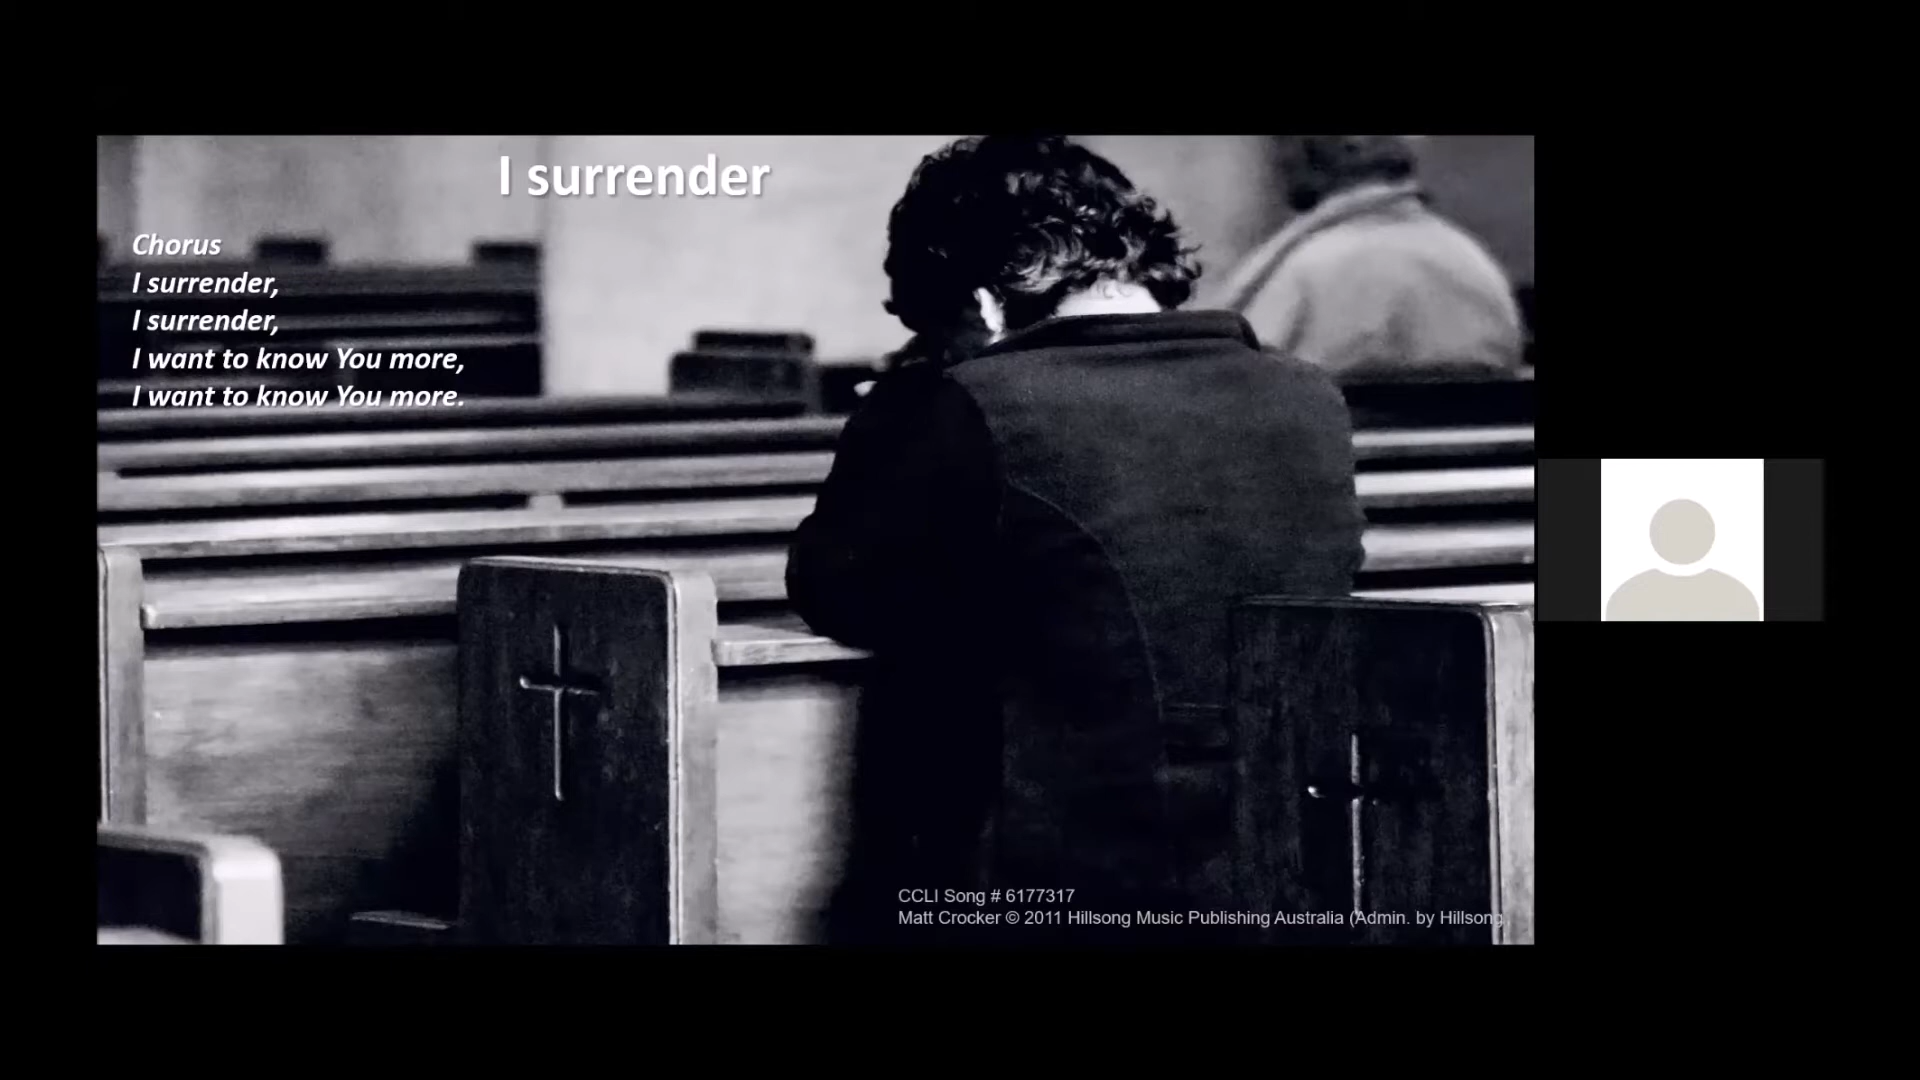 I surrender
Chorus
I surrender,
I surrender,
I want to know You more,
I want to know You more.
CCLI Song # 6177317
Matt Crocker © 2011 Hillsong Music Publishing Australia (Admin. by Hillsong